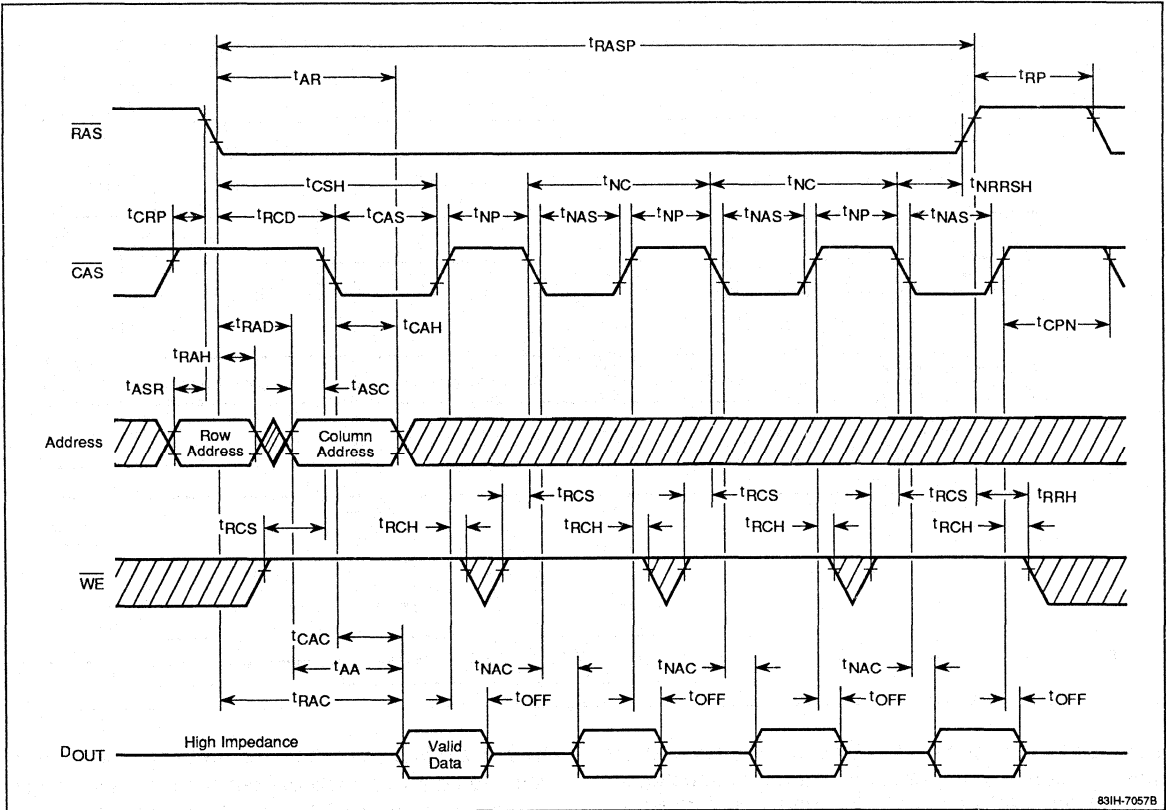 tRASP
tAR
tRP
RAS
tCSH
tNC
tNC
tNRRSH
tCRP
tRCD
tCAS
tNP
tNAS
tNP
tNAS
tNP
tNAS
CAS
tRAD
tCAH
tCPN
tRAH
tASR
tASC
Address
Row Address
Column Address
tRCS
tRCS
tRCS
tRRH
tRCS
tRCH
tRCH
tRCH
tRCH
WE
tCAC
tAA
tNAC
tNAC
tNAC
tRAC
tOFF
tOFF
tOFF
tOFF
High Impedance
DOUT
Valid Data
83IH-7057B